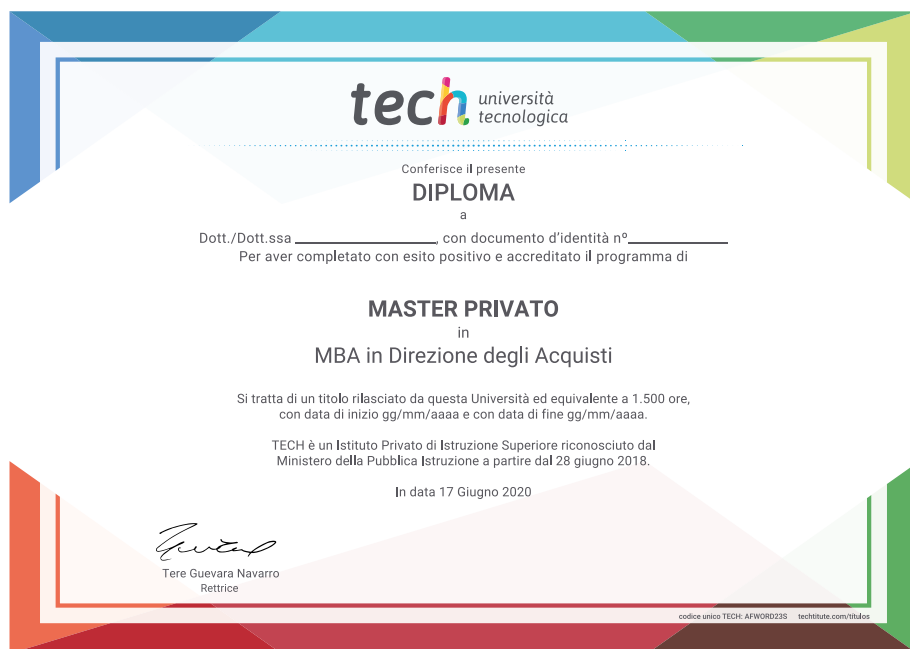 tech università
tecnologica
Conferisce il presente
DIPLOMA
a
Dott./Dott.ssa ________________, con documento d'identità nº____________
Per aver completato con esito positivo e accreditato il programma di
MASTER PRIVATO
in
MBA in Direzione degli Acquisti
Si tratta di un titolo rilasciato da questa Università ed equivalente a 1.500 ore,
con data di inizio gg/mm/aaaa e con data di fine gg/mm/aaaa.
TECH è un Istituto Privato di Istruzione Superiore riconosciuto dal
Ministero della Pubblica Istruzione a partire dal 28 giugno 2018.
In data 17 Giugno 2020
Tere Guevara Navarro
Rettrice
codice unico TECH: AFWORD23S techtitute.com/titulos